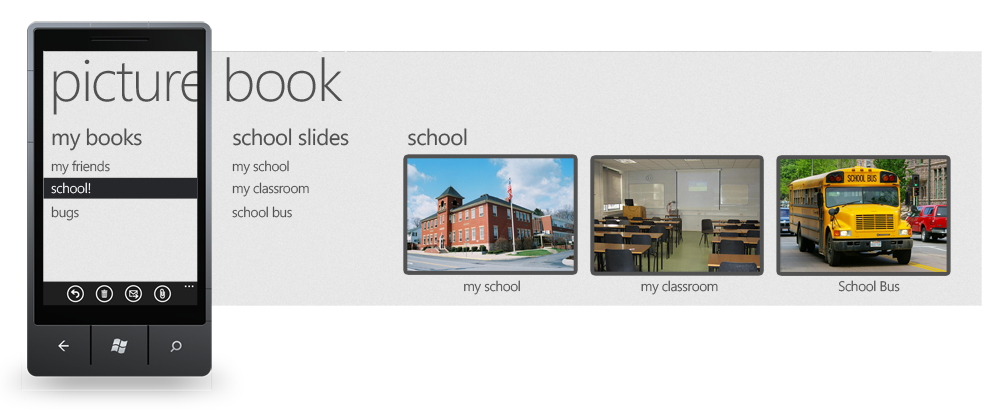 picture book
my books
my friends
school!
bugs
school slides
my school
my classroom
school bus
school
SCHOOL BUS
my school
my classroom
School Bus